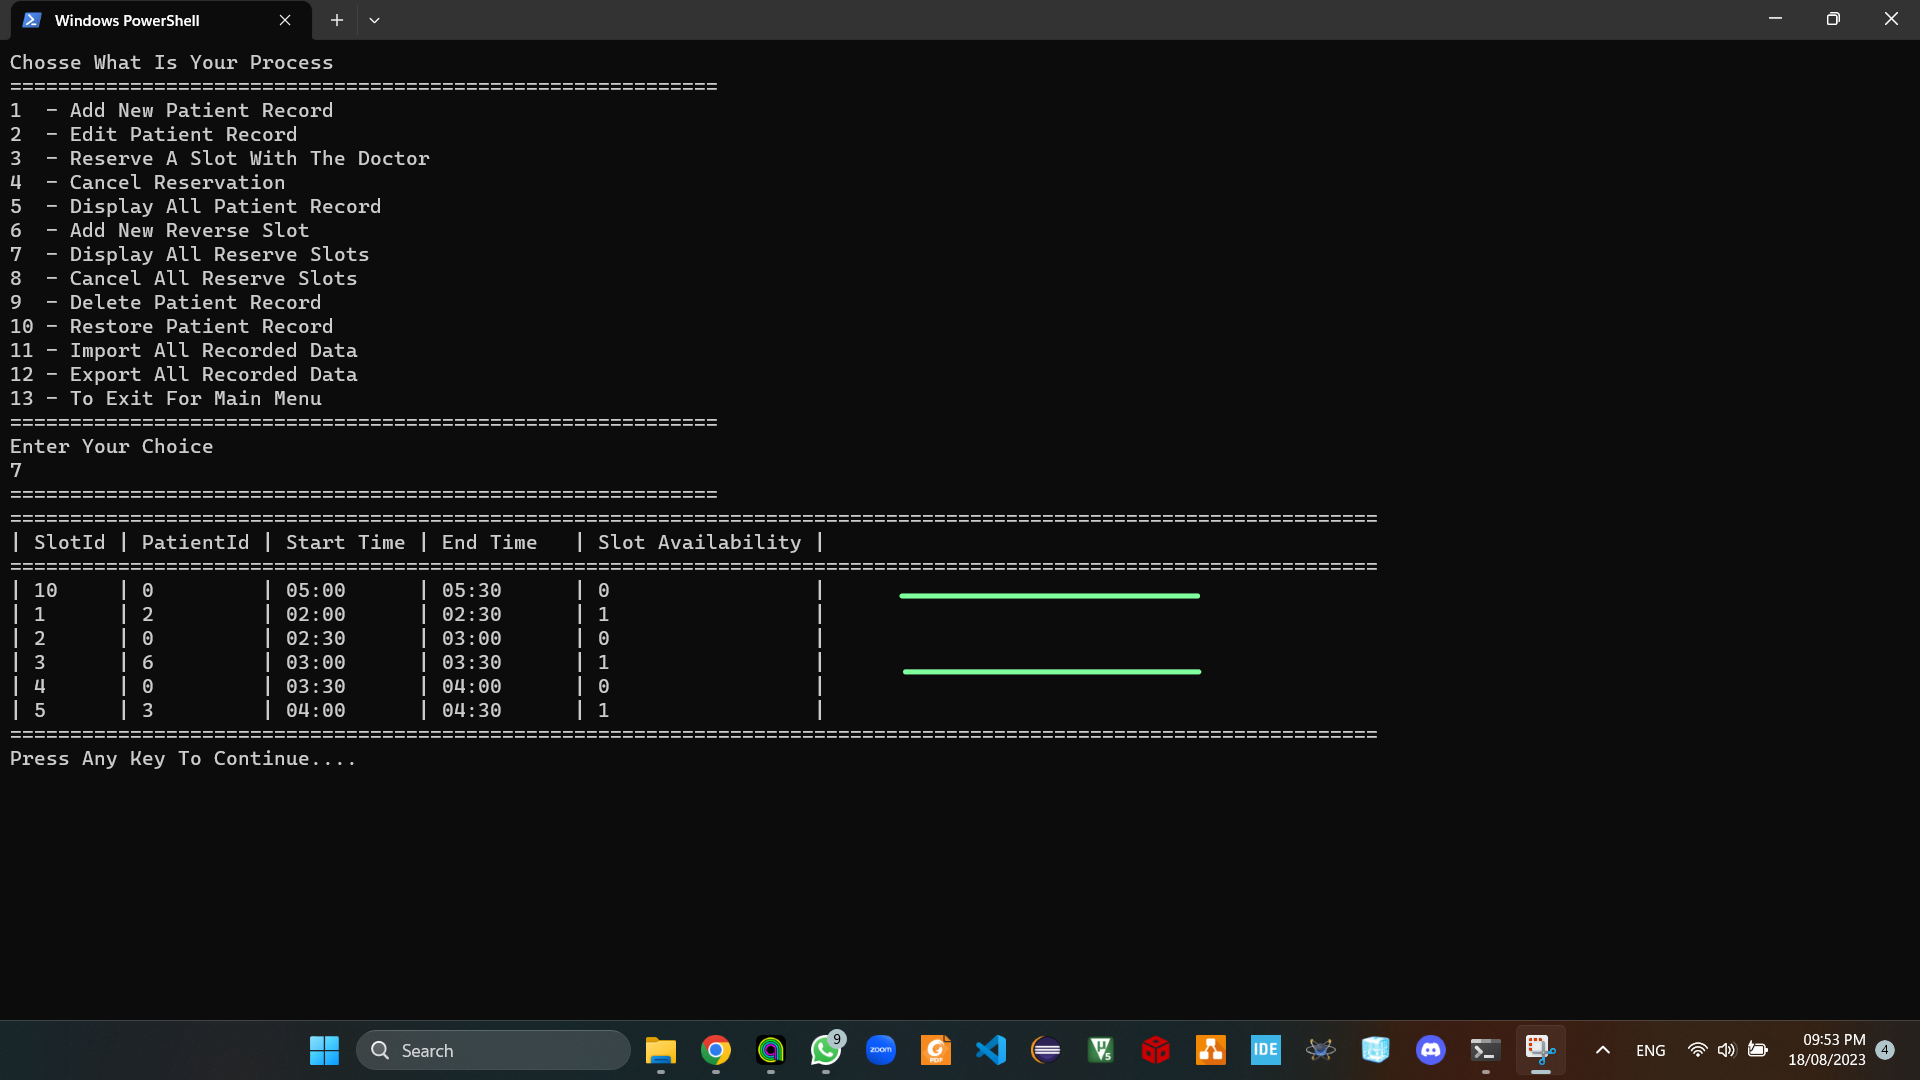 Windows PowerShell
Chosse What Is Your Process
===========================================================
1  - Add New Patient Record
2  - Edit Patient Record
3  - Reserve A Slot With The Doctor
4  - Cancel Reservation
5  - Display All Patient Record
6  - Add New Reverse Slot
7  - Display All Reserve Slots
8  - Cancel All Reserve Slots
9  - Delete Patient Record
10 - Restore Patient Record
11 - Import All Recorded Data
12 - Export All Recorded Data
13 - To Exit For Main Menu
===========================================================
Enter Your Choice
7
===========================================================
==================================================================================================================
| SlotId | PatientId | Start Time | End Time   | Slot Availability |
==================================================================================================================
| 10     | 0         | 05:00      | 05:30      | 0                 |
| 1      | 2         | 02:00      | 02:30      | 1                 |
| 2      | 0         | 02:30      | 03:00      | 0                 |
| 3      | 6         | 03:00      | 03:30      | 1                 |
| 4      | 0         | 03:30      | 04:00      | 0                 |
| 5      | 3         | 04:00      | 04:30      | 1                 |
==================================================================================================================
Press Any Key To Continue....
Search
9
zoom
PDF
5
IDE
ENG
09:53 PM
18/08/2023
4